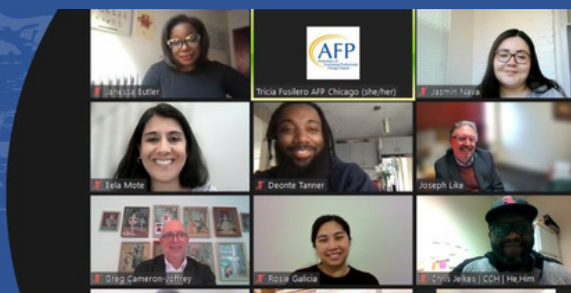 Janessa Butler
AFP
Tricia Fusilero AFP Chicago (she/her)
Jasmin Nava
Bela Mote
Deonte Tanner
Joseph Like
Greg Cameron-Joffrey
Rosie Galicia
Chris Jelkes | CCH | He,Him